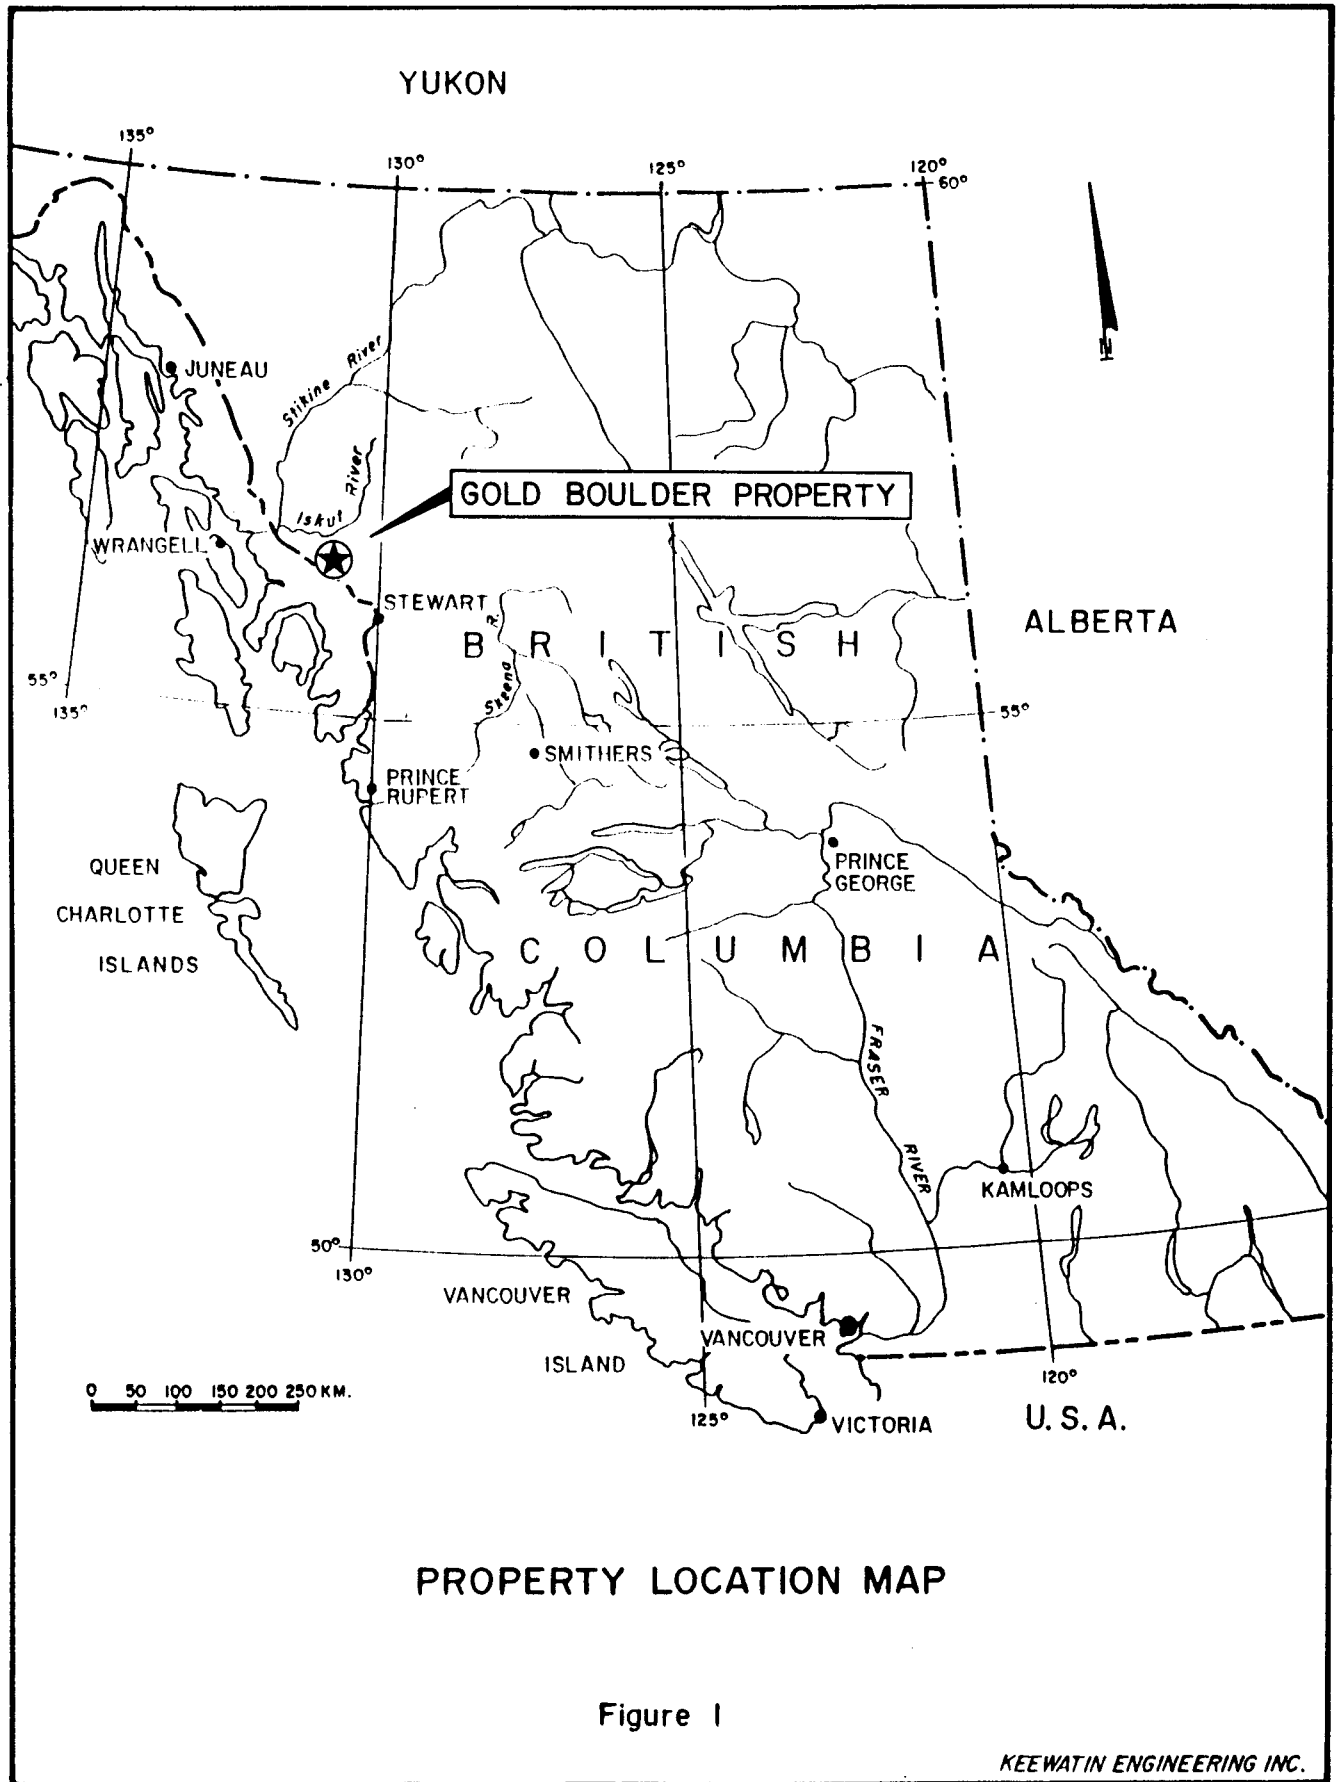 YUKON
135°
130°
125°
120°
60°
N
JUNEAU
Stikine River
Iskut River
GOLD BOULDER PROPERTY
WRANGELL
STEWART
BRITISH
ALBERTA
Skeena R.
55°
135°
55°
SMITHERS
PRINCE
RUPERT
PRINCE
GEORGE
QUEEN
CHARLOTTE
ISLANDS
COLUMBIA
FRASER RIVER
KAMLOOPS
50°
130°
VANCOUVER
ISLAND
VANCOUVER
120°
125°
VICTORIA
U.S.A.
0 50 100 150 200 250 KM.
PROPERTY LOCATION MAP
Figure 1
KEEWATIN ENGINEERING INC.